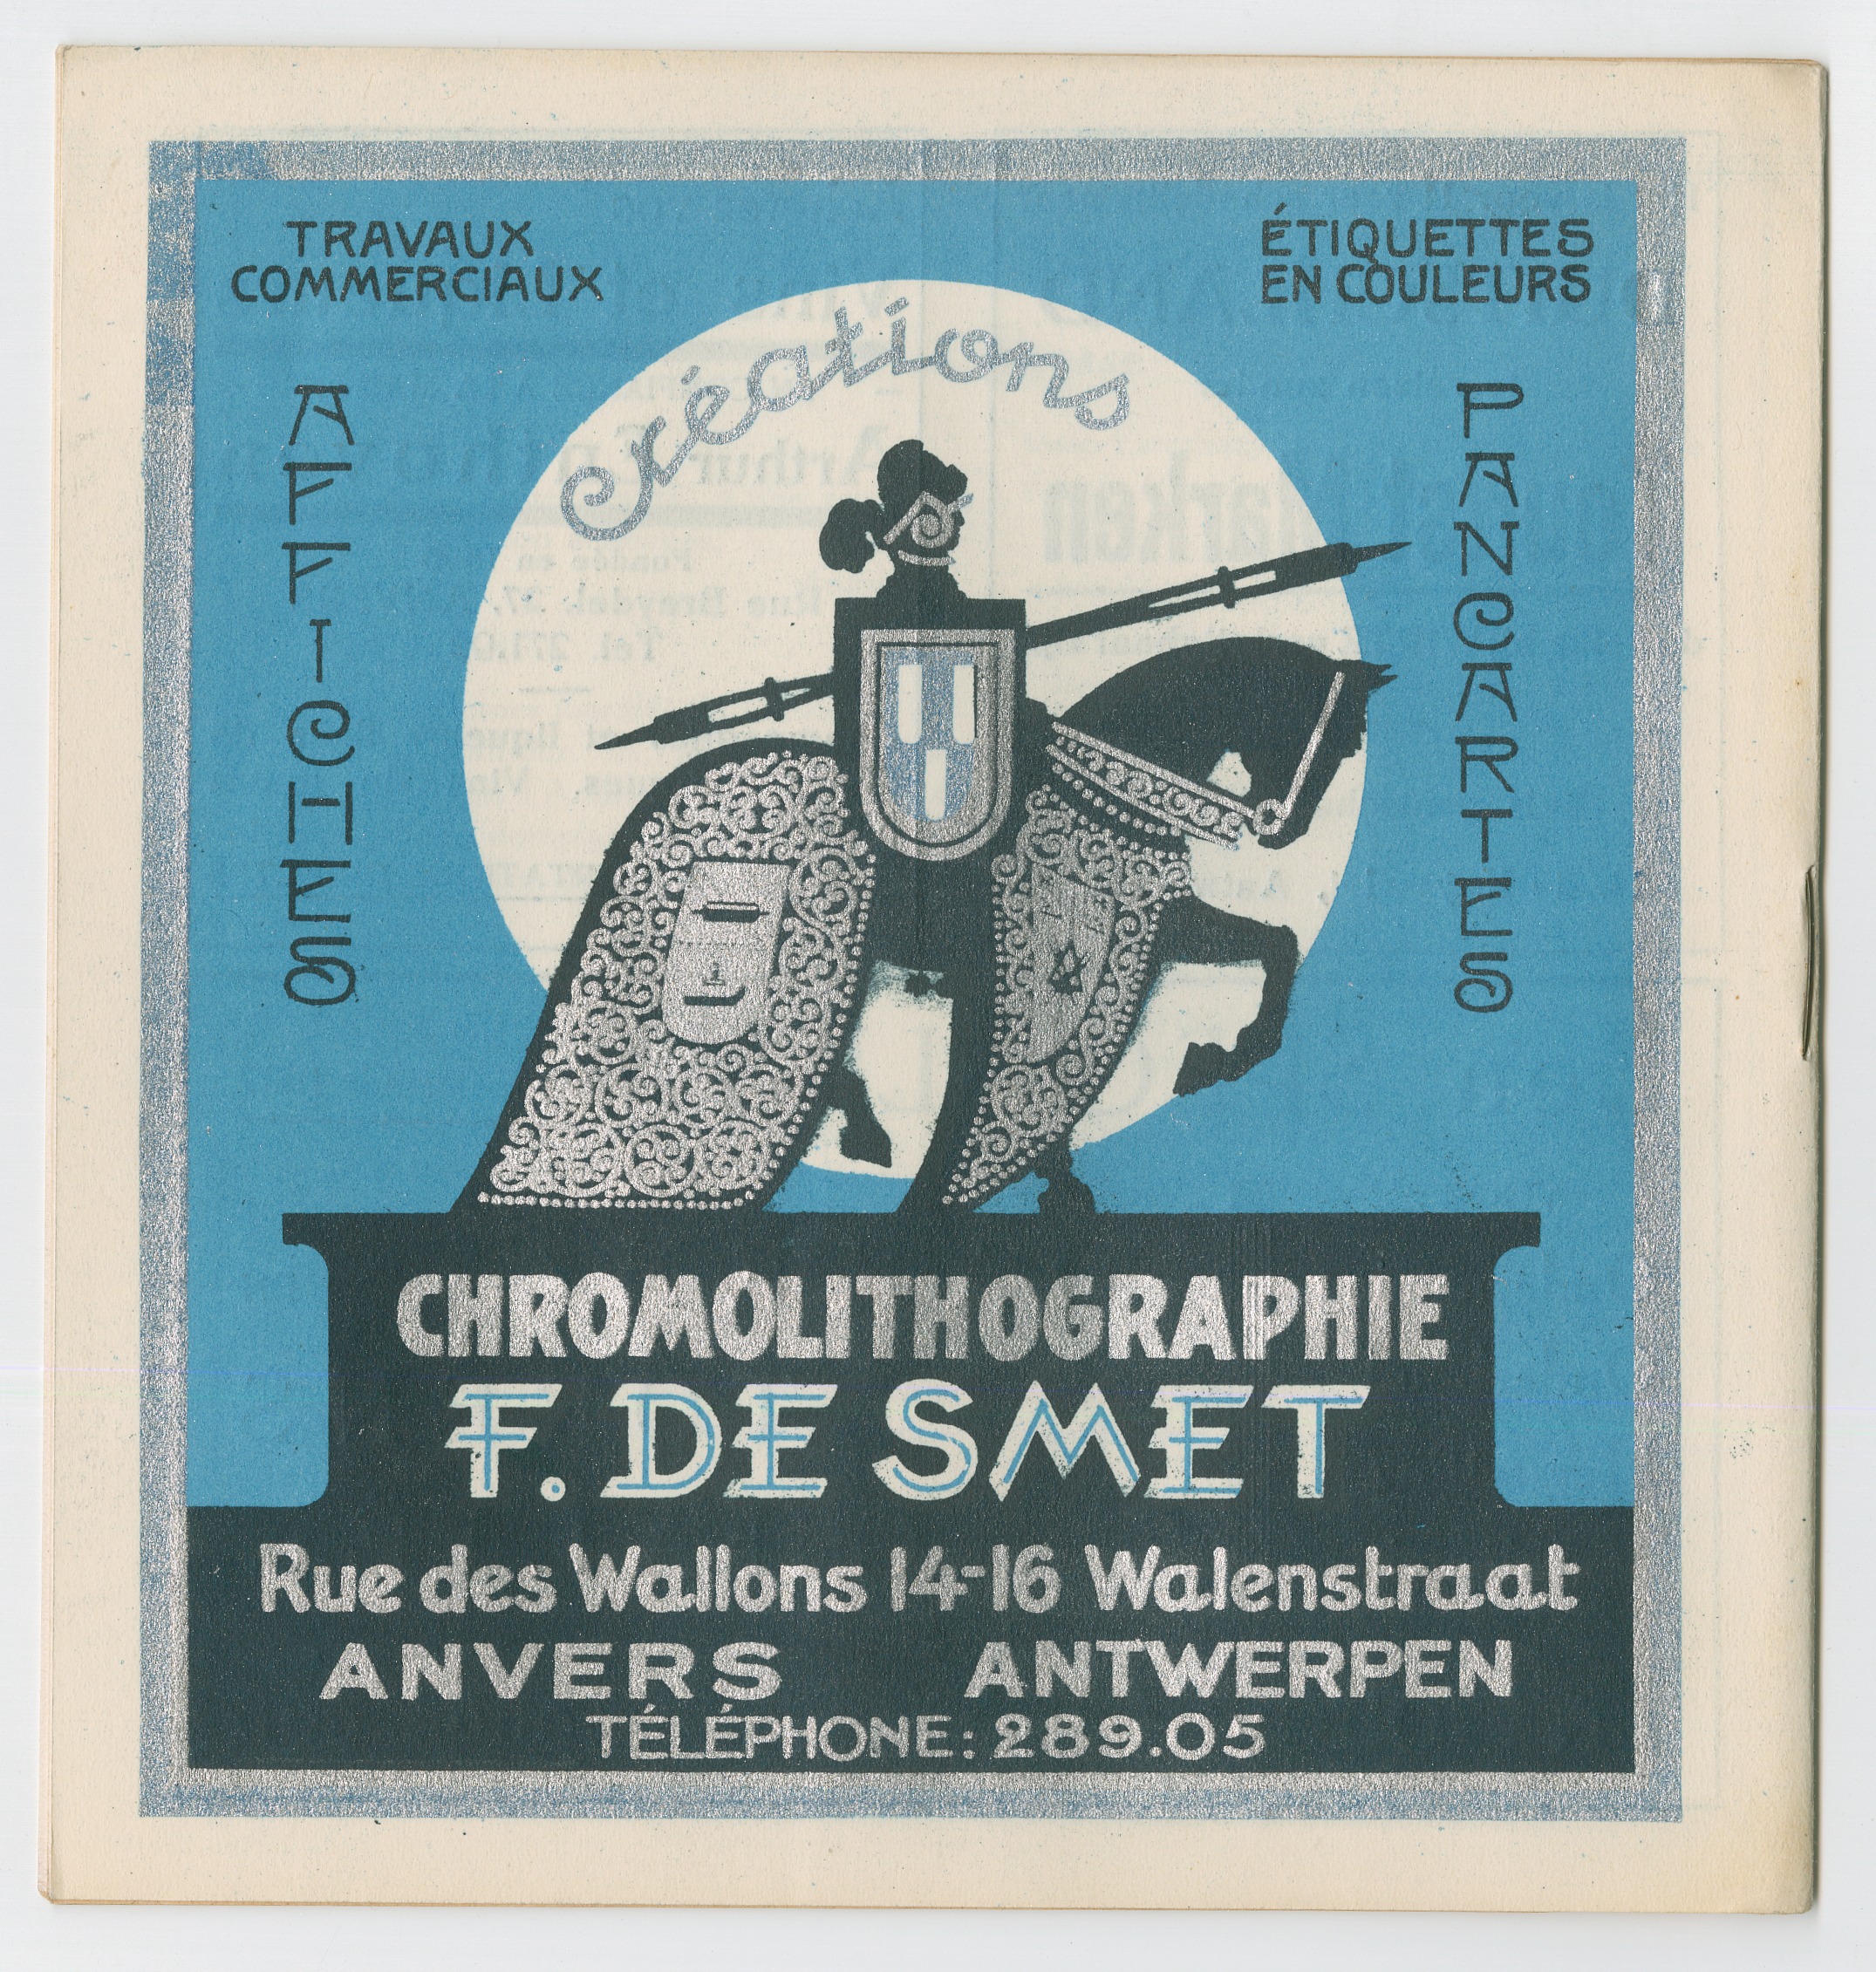 TRAVAUX
COMMERCIAUX
ÉTIQUETTES
EN COULEURS
Créations
AFFICHES
PANCARTES
CHROMOLITHOGRAPHIE
F. DE SMET
Rue des Wallons 14-16 Walenstraat
ANVERS ANTWERPEN
TÉLÉPHONE: 289.05